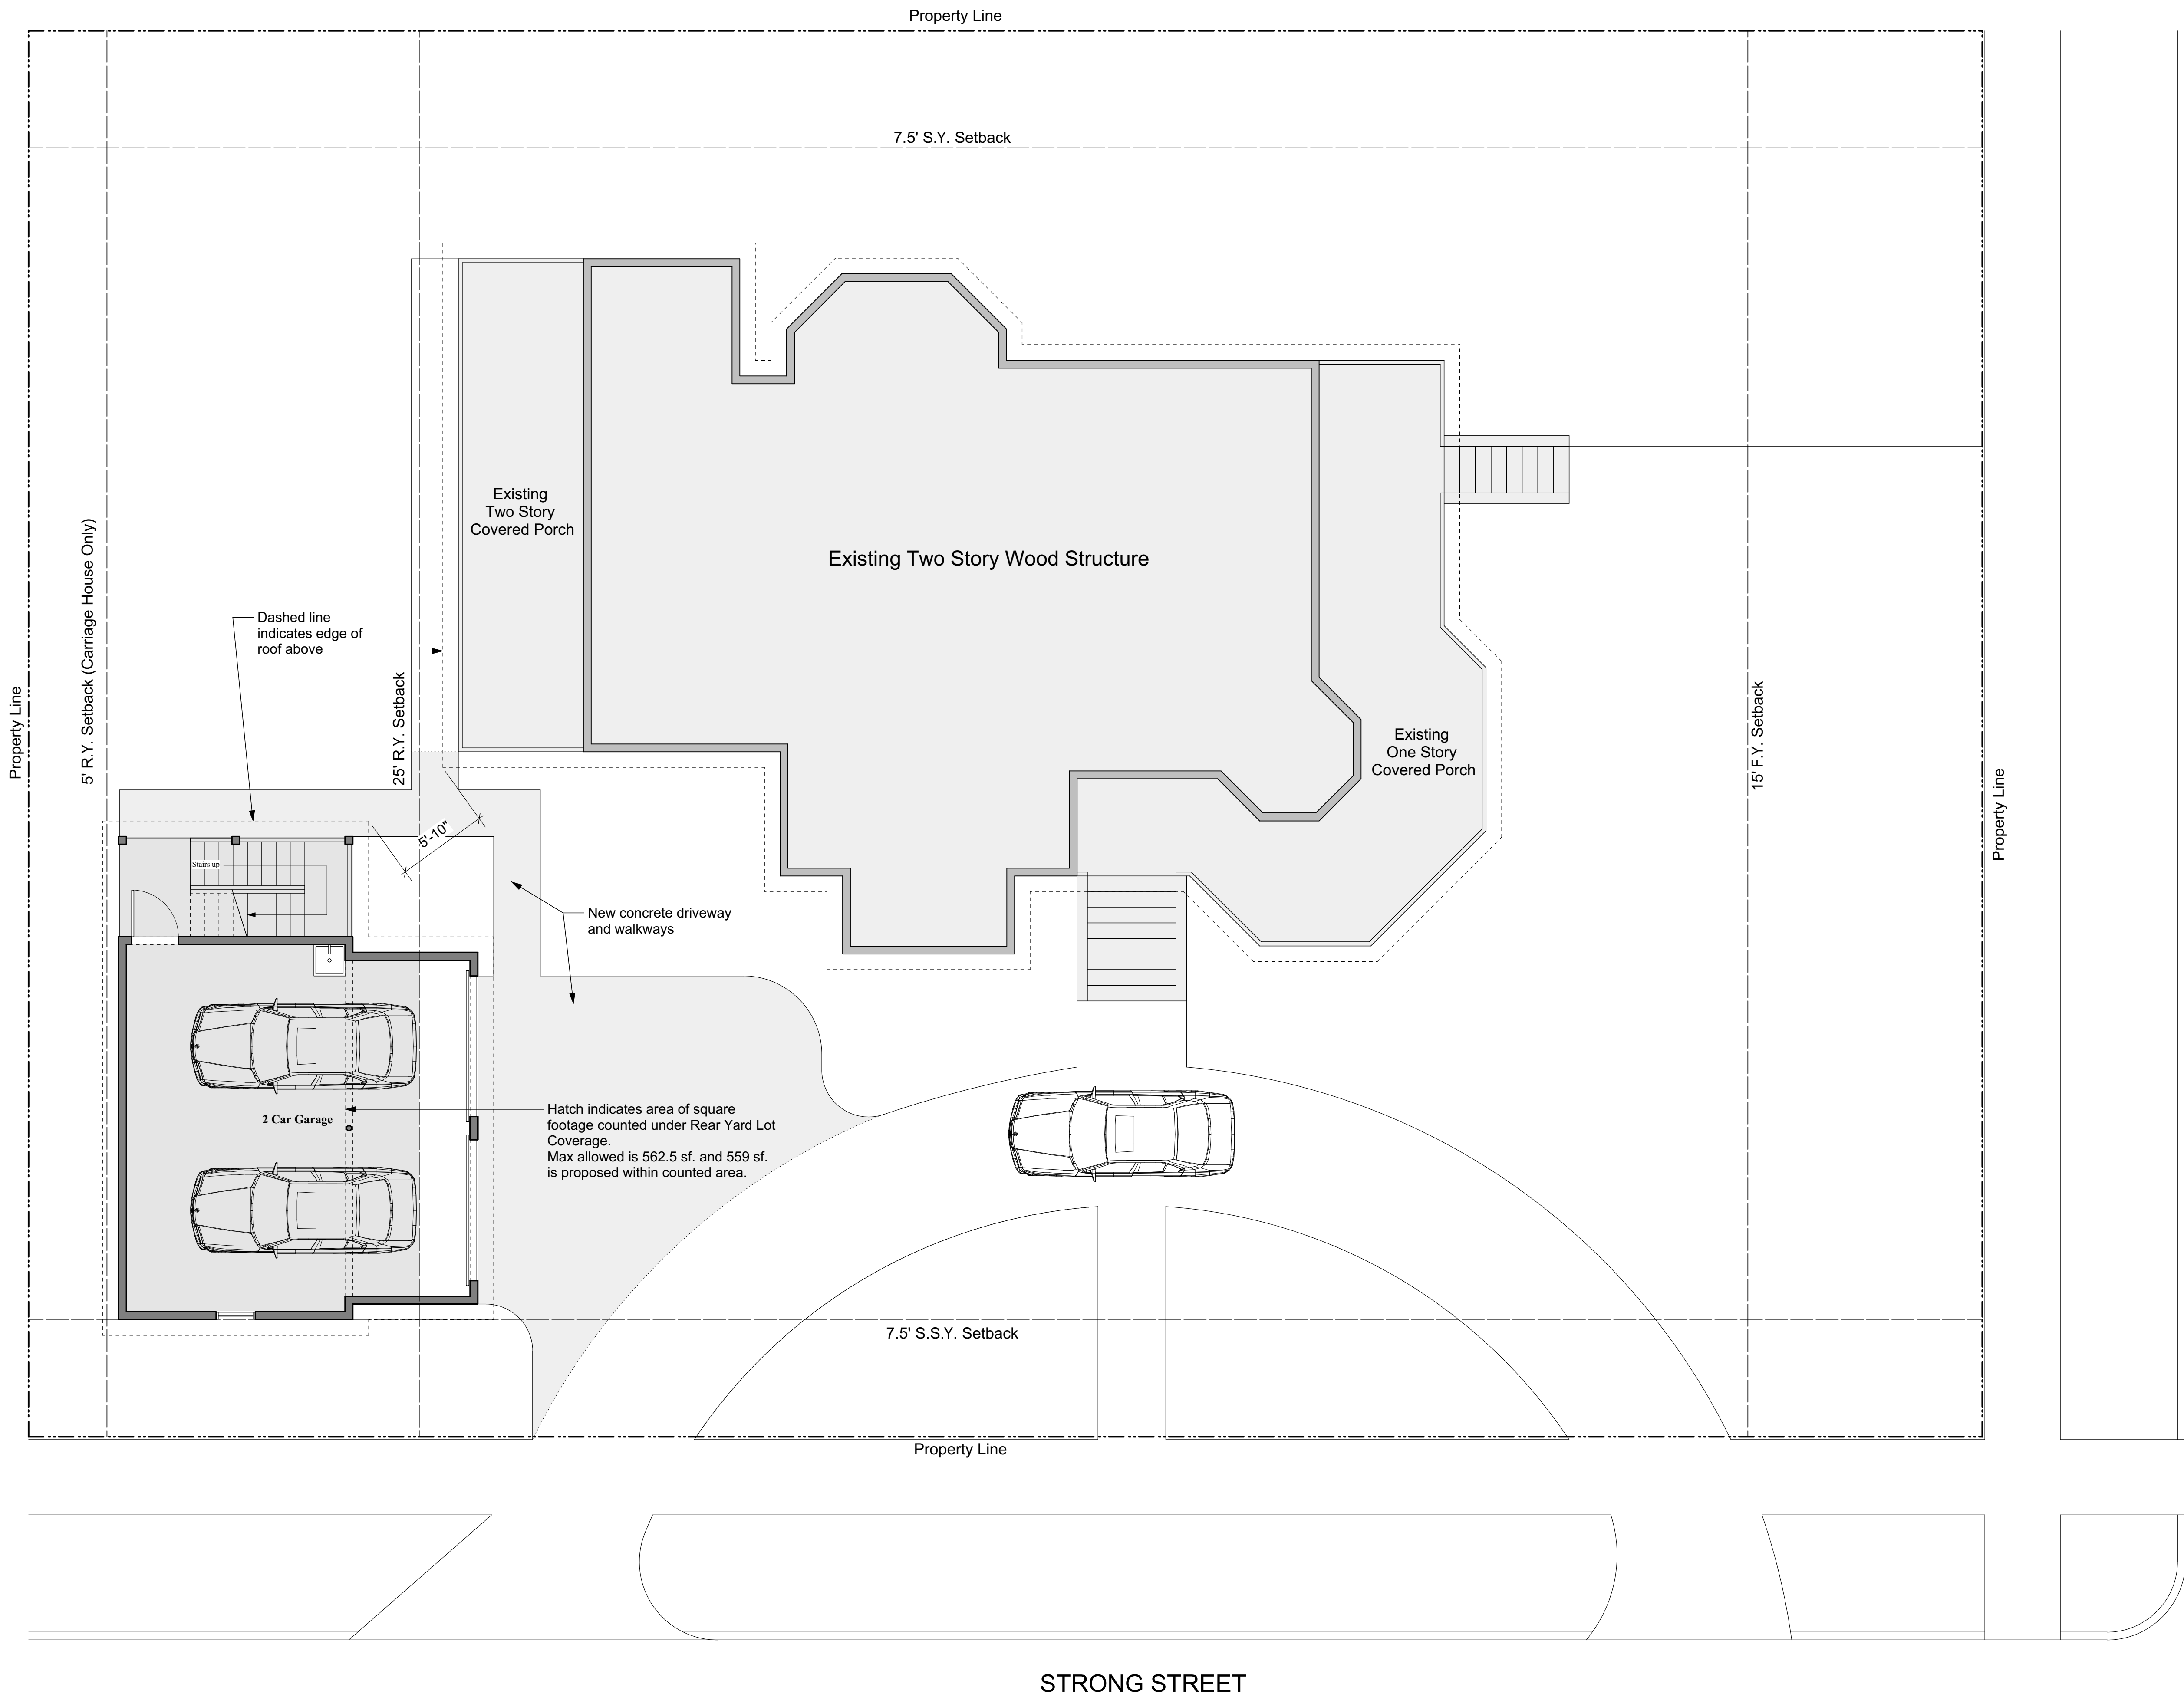 Property Line
7.5' S.Y. Setback
Existing
Two Story
Covered Porch
Existing Two Story Wood Structure
5' R.Y. Setback (Carriage House Only)
Dashed line
indicates edge of
roof above
25' R.Y. Setback
Property Line
15' F.Y. Setback
Existing
One Story
Covered Porch
Property Line
5'-10"
Stairs up
New concrete driveway
and walkways
2 Car Garage
Hatch indicates area of square
footage counted under Rear Yard Lot
Coverage.
Max allowed is 562.5 sf. and 559 sf.
is proposed within counted area.
7.5' S.S.Y. Setback
Property Line
STRONG STREET